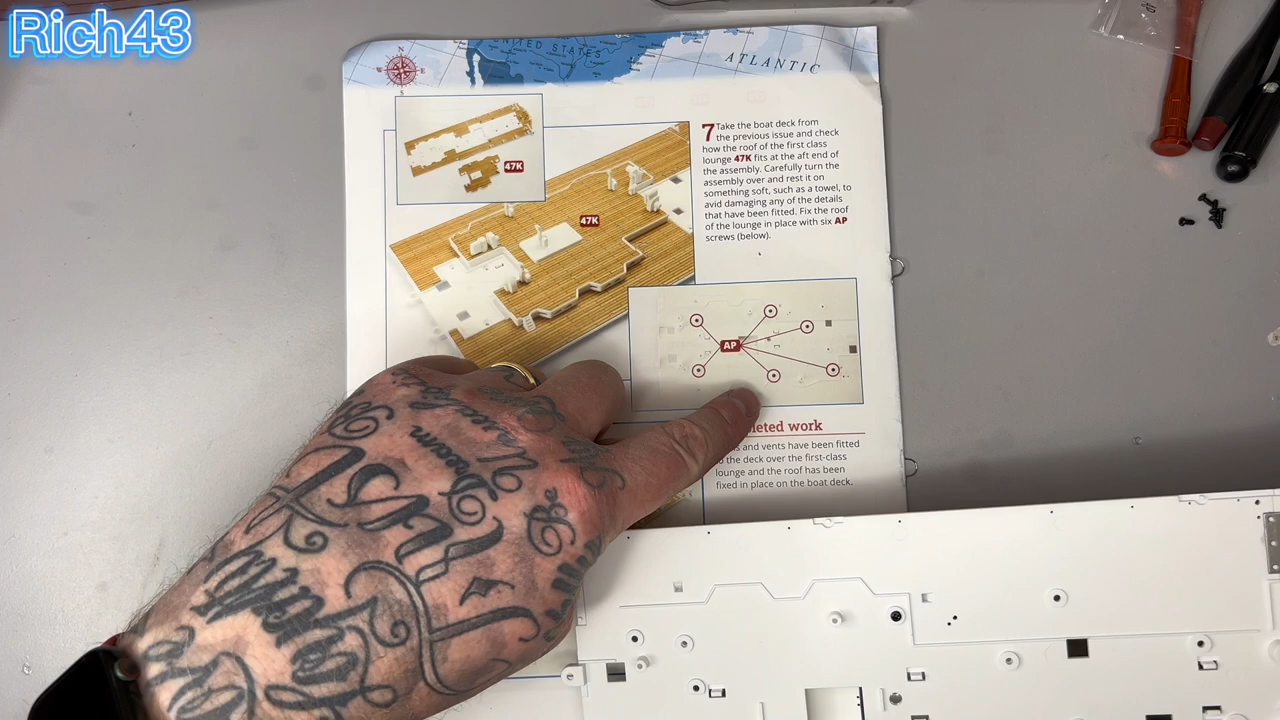 Rich43
UNITED STATES
ATLANTIC
N
W
E
S
47K
47K
7 Take the boat deck from
the previous issue and check
how the roof of the first class
lounge 47K fits at the aft end of
the assembly. Carefully turn the
assembly over and rest it on
something soft, such as a towel, to
avid damaging any of the details
that have been fitted. Fix the roof
of the lounge in place with six AP
screws (below).
AP
leted work
s and vents have been fitted
the deck over the first-class
lounge and the roof has been
fixed in place on the boat deck.